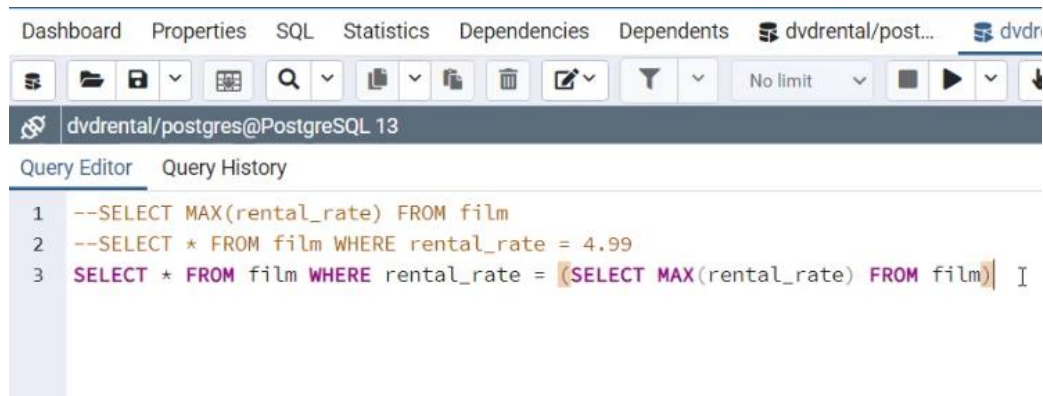 Dashboard Properties SQL Statistics Dependencies Dependents dvdrental/post... dvdr
No limit
dvdrental/postgres@PostgreSQL 13
Query Editor Query History
1 --SELECT MAX(rental_rate) FROM film
2 --SELECT * FROM film WHERE rental_rate = 4.99
3 SELECT * FROM film WHERE rental_rate = (SELECT MAX(rental_rate) FROM film)